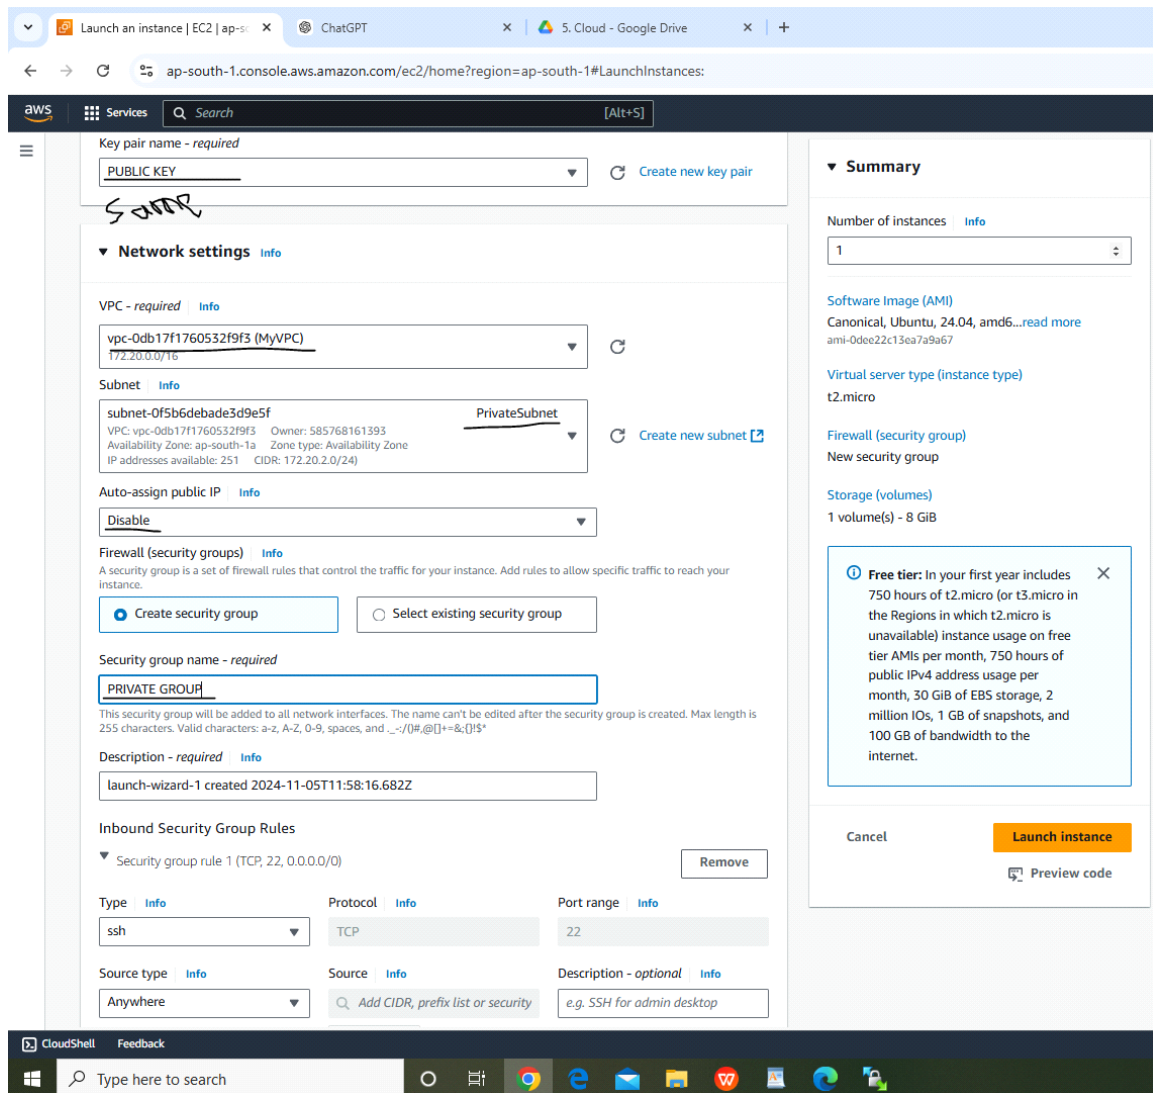 Launch an instance | EC2 | ap-so
ChatGPT
5. Cloud - Google Drive
ap-south-1.console.aws.amazon.com/ec2/home?region=ap-south-1#LaunchInstances:
aws
Services
Search
[Alt+S]
Key pair name - required
PUBLIC KEY
Create new key pair
Same
Network settings Info
VPC - required Info
vpc-0db17f1760532f9f3 (MyVPC)
172.20.0.0/16
Subnet Info
subnet-0f5b6debade3d9e5f PrivateSubnet
VPC: vpc-0db17f1760532f9f3 Owner: 585768161393
Availability Zone: ap-south-1a Zone type: Availability Zone
IP addresses available: 251 CIDR: 172.20.2.0/24)
Create new subnet
Auto-assign public IP Info
Disable
Firewall (security groups) Info
A security group is a set of firewall rules that control the traffic for your instance. Add rules to allow specific traffic to reach your
instance.
Create security group
Select existing security group
Security group name - required
PRIVATE GROUP
This security group will be added to all network interfaces. The name can't be edited after the security group is created. Max length is
255 characters. Valid characters: a-z, A-Z, 0-9, spaces, and ._-:/()#,@[]+=&;{}!$*
Description - required Info
launch-wizard-1 created 2024-11-05T11:58:16.682Z
Inbound Security Group Rules
Security group rule 1 (TCP, 22, 0.0.0.0/0)
Remove
Type Info
Protocol Info
Port range Info
ssh
TCP
22
Source type Info
Source Info
Description - optional Info
Anywhere
Add CIDR, prefix list or security
e.g. SSH for admin desktop
Summary
Number of instances Info
1
Software Image (AMI)
Canonical, Ubuntu, 24.04, amd6...read more
ami-0dee22c13ea7a9a67
Virtual server type (instance type)
t2.micro
Firewall (security group)
New security group
Storage (volumes)
1 volume(s) - 8 GiB
Free tier: In your first year includes
750 hours of t2.micro (or t3.micro in
the Regions in which t2.micro is
unavailable) instance usage on free
tier AMIs per month, 750 hours of
public IPv4 address usage per
month, 30 GiB of EBS storage, 2
million IOs, 1 GB of snapshots, and
100 GB of bandwidth to the
internet.
Cancel
Launch instance
Preview code
CloudShell
Feedback
Type here to search